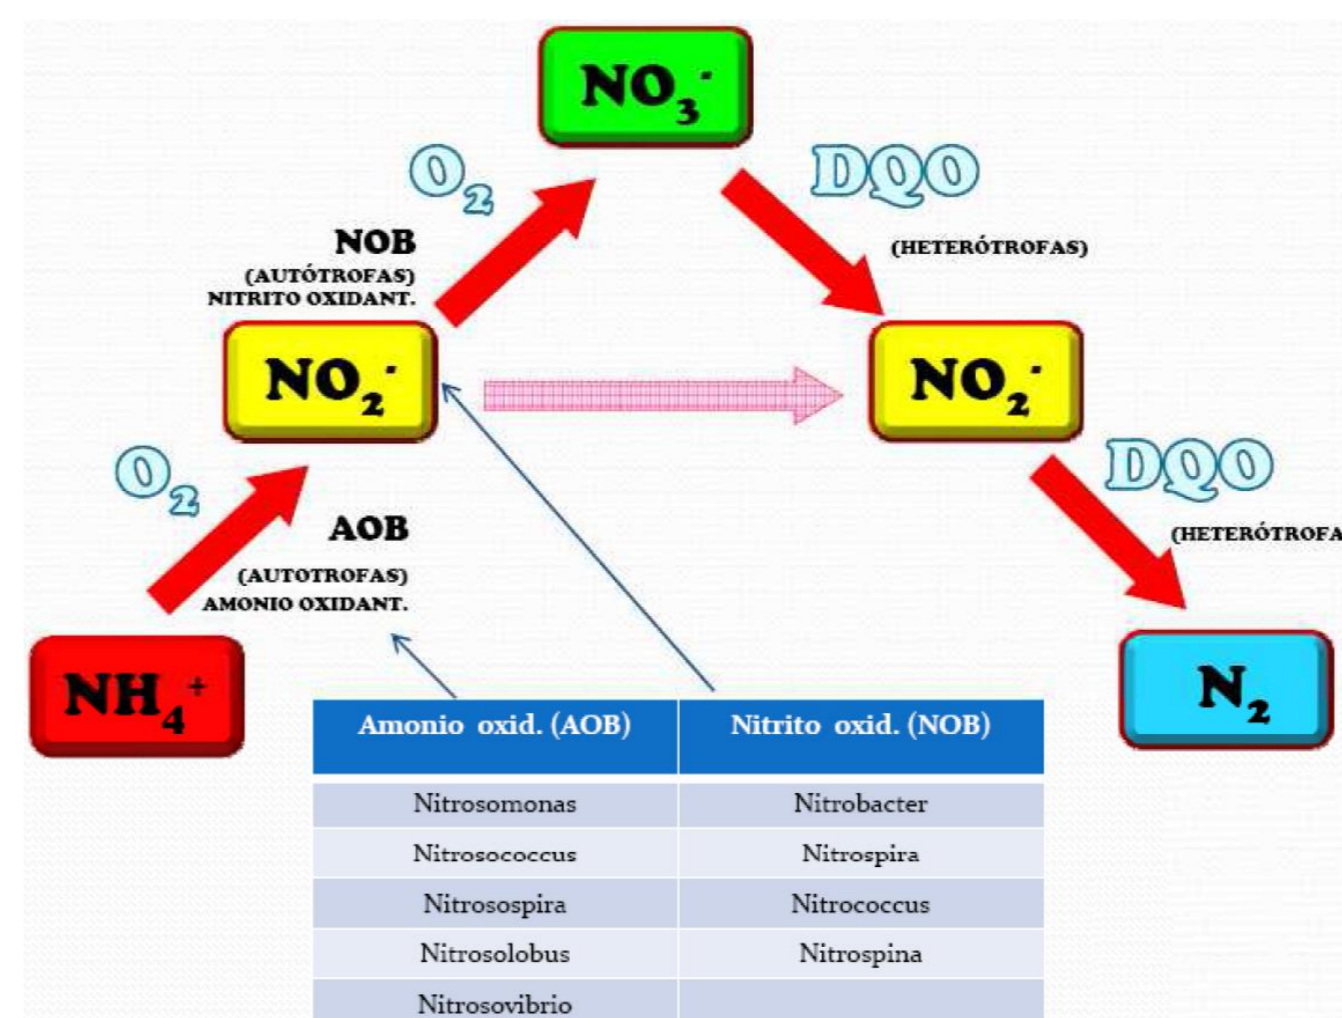 NO₃⁻
O₂
DQO
NOB
(AUTÓTROFAS)
NITRITO OXIDANT.
(HETERÓTROFAS)
NO₂⁻
NO₂⁻
O₂
DQO
AOB
(AUTOTROFAS)
AMONIO OXIDANT.
(HETERÓTROFA
NH₄⁺
N₂
Amonio oxid. (AOB) Nitrito oxid. (NOB)
Nitrosomonas Nitrobacter
Nitrosococcus Nitrospira
Nitrosospira Nitrococcus
Nitrosolobus Nitrospina
Nitrosovibrio